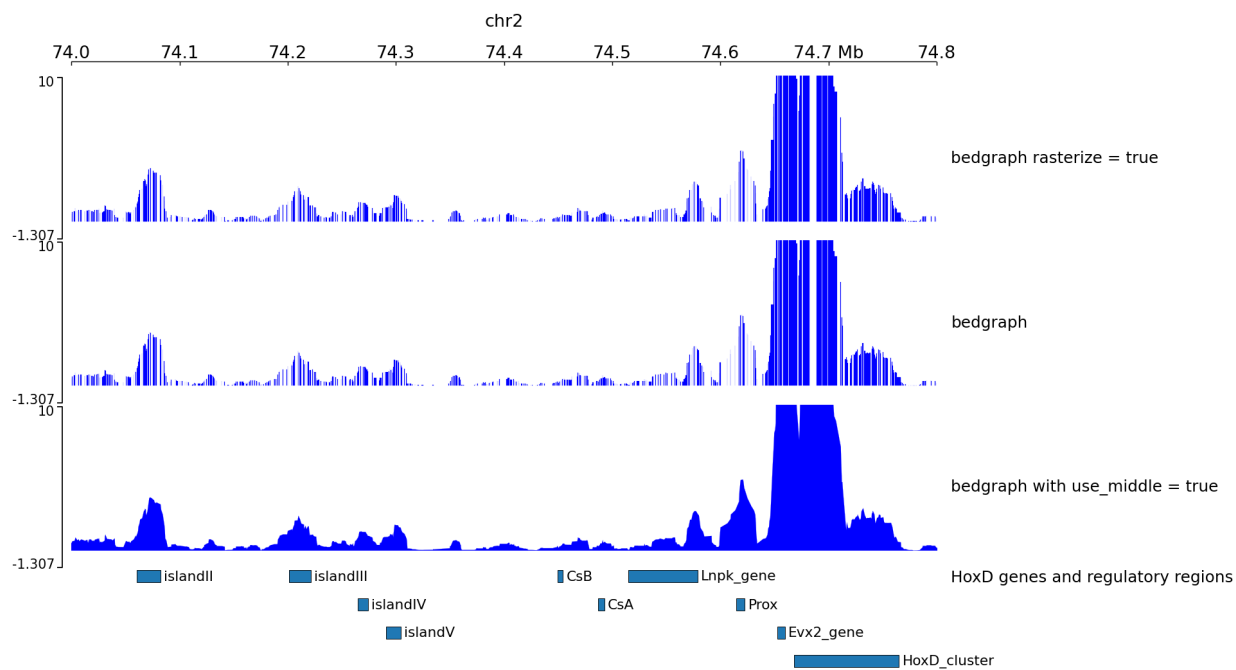 chr2
74.0 74.1 74.2 74.3 74.4 74.5 74.6 74.7 Mb 74.8
10
bedgraph rasterize = true
-1.307
10
bedgraph
-1.307
10
bedgraph with use_middle = true
-1.307
islandII islandIII CsB Lnpk_gene HoxD genes and regulatory regions
islandIV CsA Prox
islandV Evx2_gene
HoxD_cluster